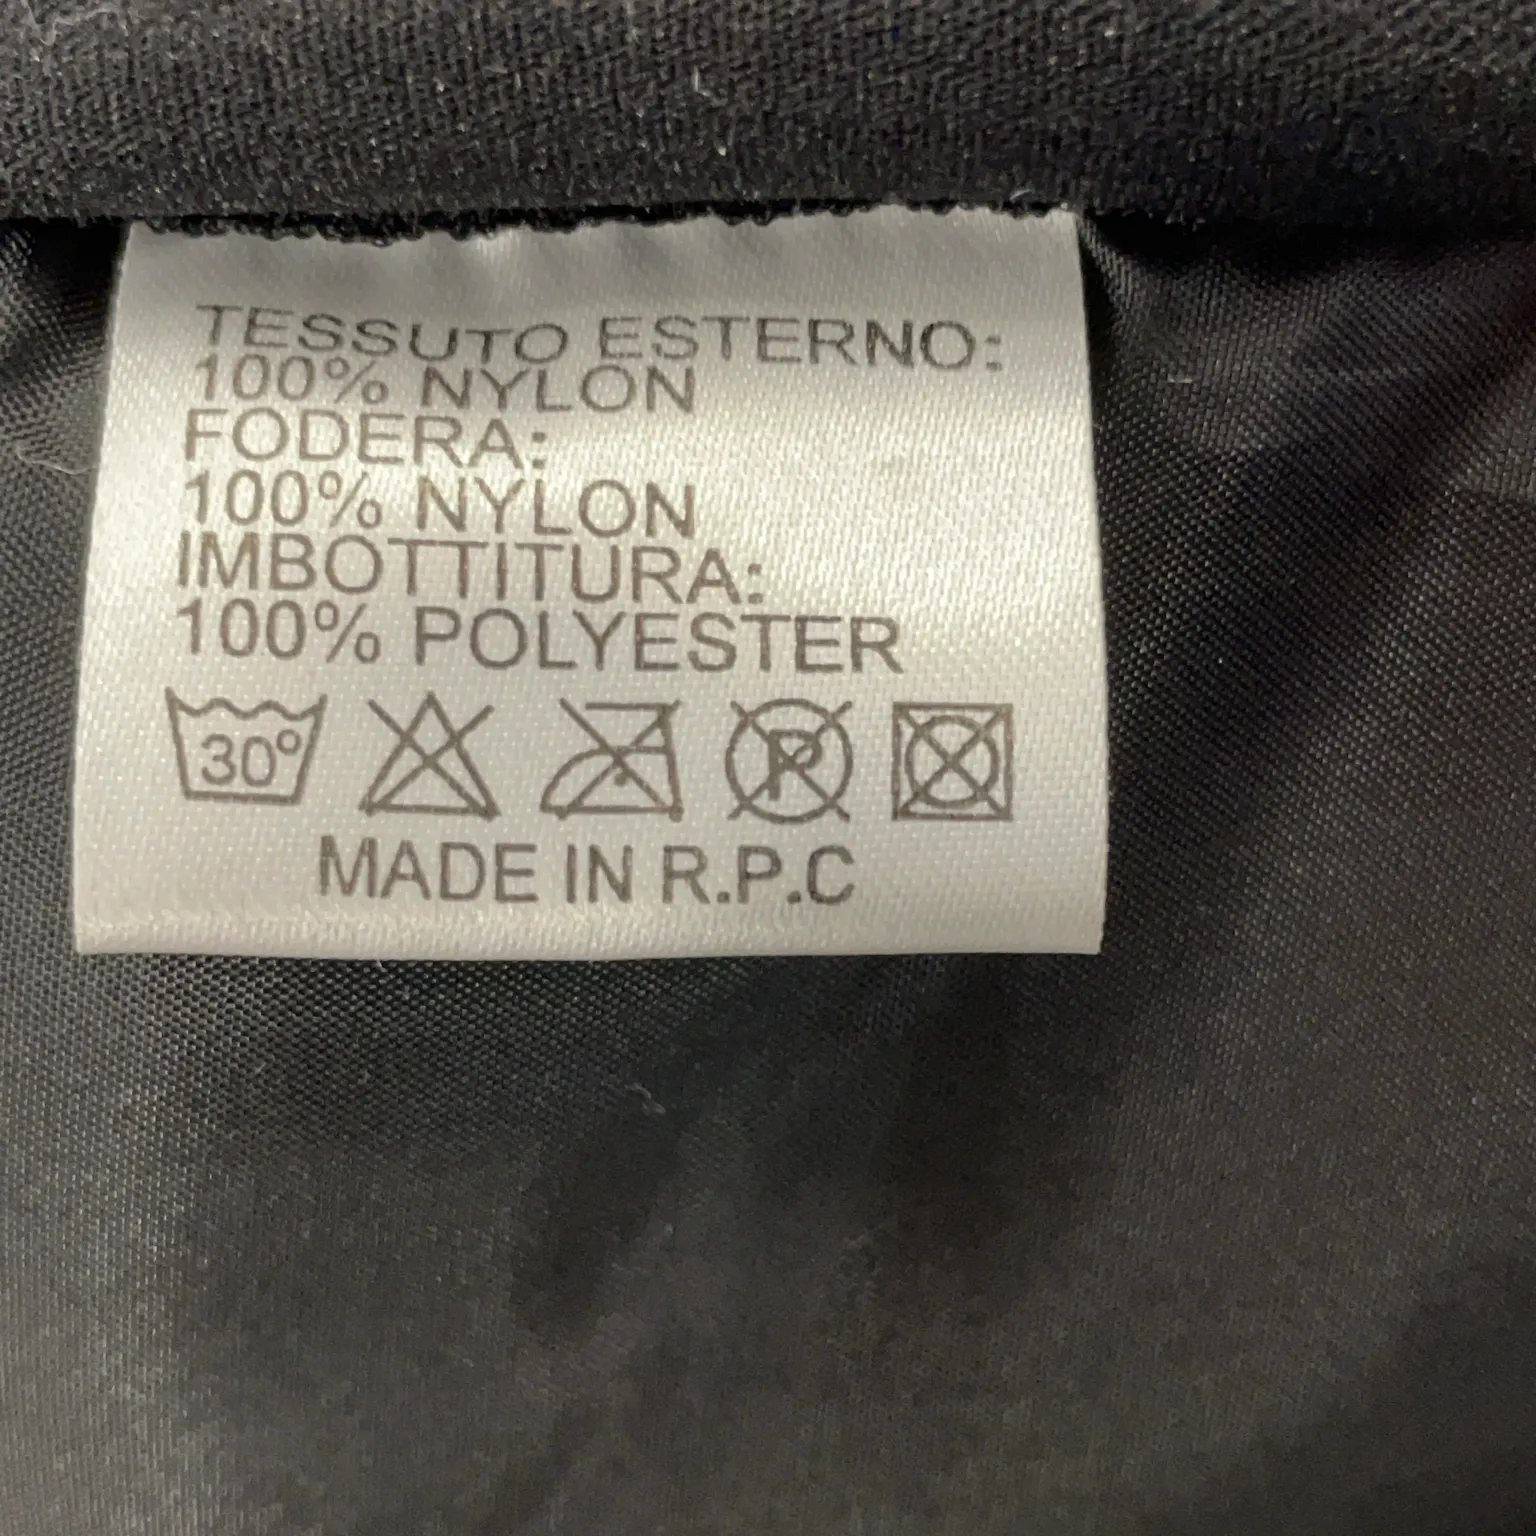 TESSUTO ESTERNO:
100% NYLON
FODERA:
100% NYLON
IMBOTTITURA:
100% POLYESTER
30° P
MADE IN R.P.C